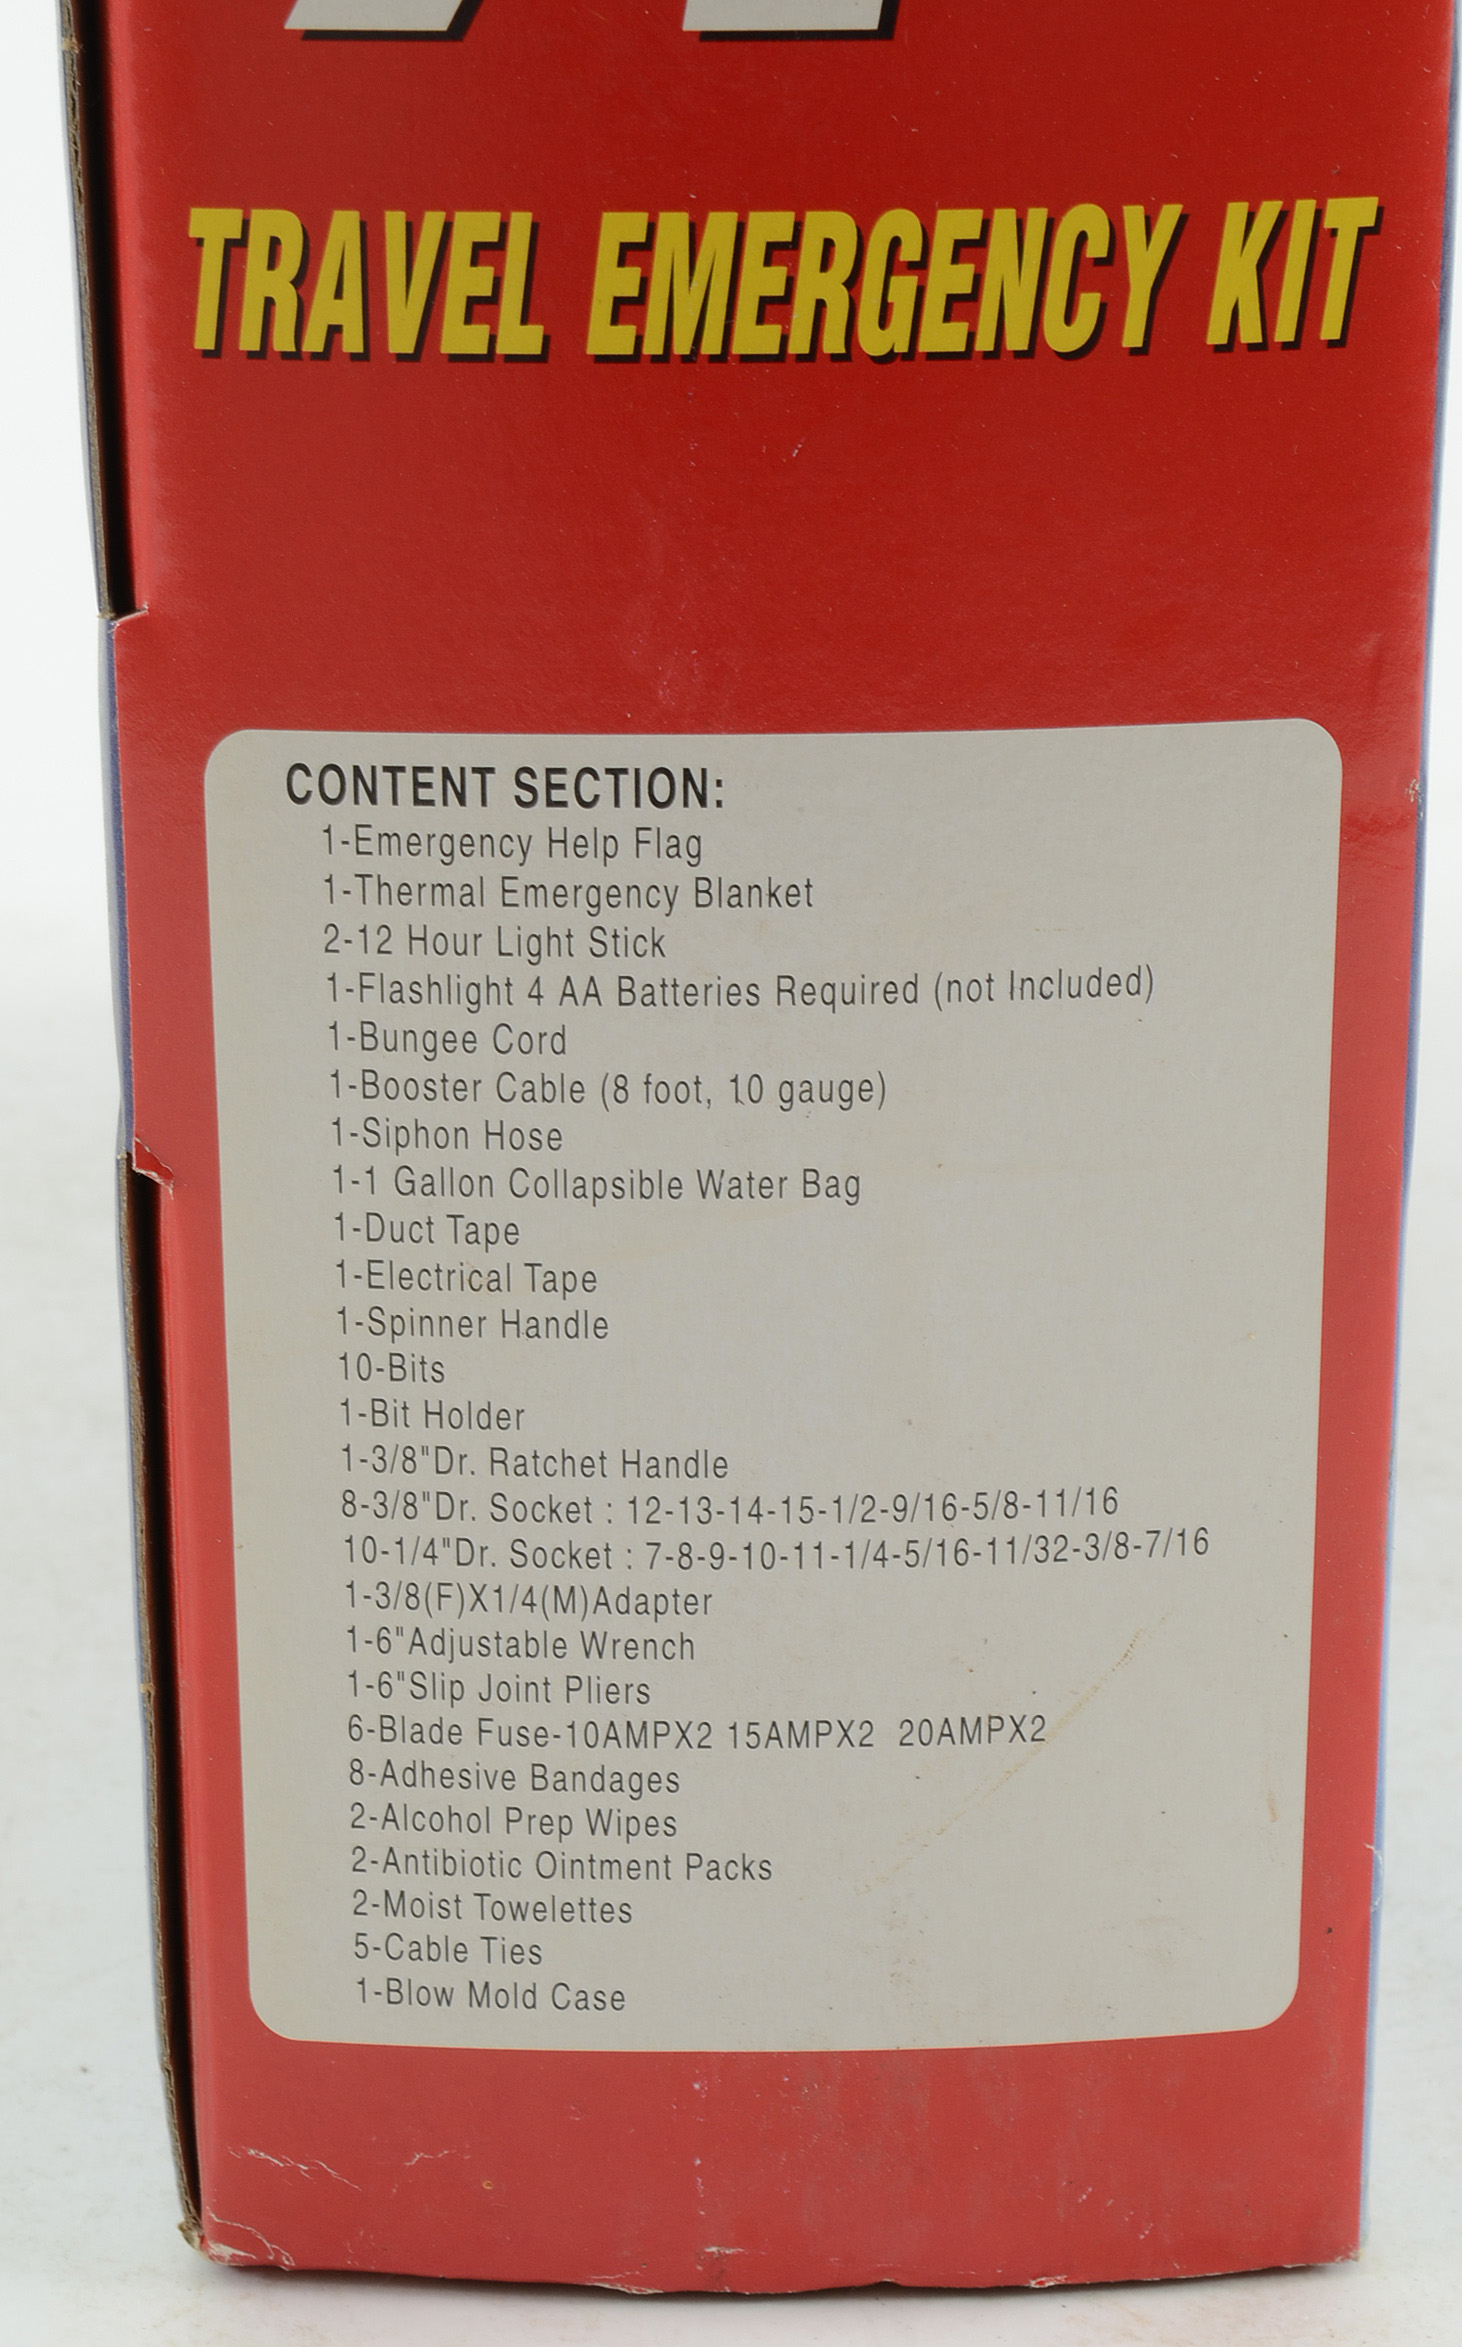 TRAVEL EMERGENCY KIT
CONTENT SECTION:
1-Emergency Help Flag
1-Thermal Emergency Blanket
2-12 Hour Light Stick
1-Flashlight 4 AA Batteries Required (not Included)
1-Bungee Cord
1-Booster Cable (8 foot, 10 gauge)
1-Siphon Hose
1-1 Gallon Collapsible Water Bag
1-Duct Tape
1-Electrical Tape
1-Spinner Handle
10-Bits
1-Bit Holder
1-3/8"Dr. Ratchet Handle
8-3/8"Dr. Socket : 12-13-14-15-1/2-9/16-5/8-11/16
10-1/4"Dr. Socket : 7-8-9-10-11-1/4-5/16-11/32-3/8-7/16
1-3/8(F)X1/4(M)Adapter
1-6"Adjustable Wrench
1-6"Slip Joint Pliers
6-Blade Fuse-10AMPX2 15AMPX2  20AMPX2
8-Adhesive Bandages
2-Alcohol Prep Wipes
2-Antibiotic Ointment Packs
2-Moist Towelettes
5-Cable Ties
1-Blow Mold Case